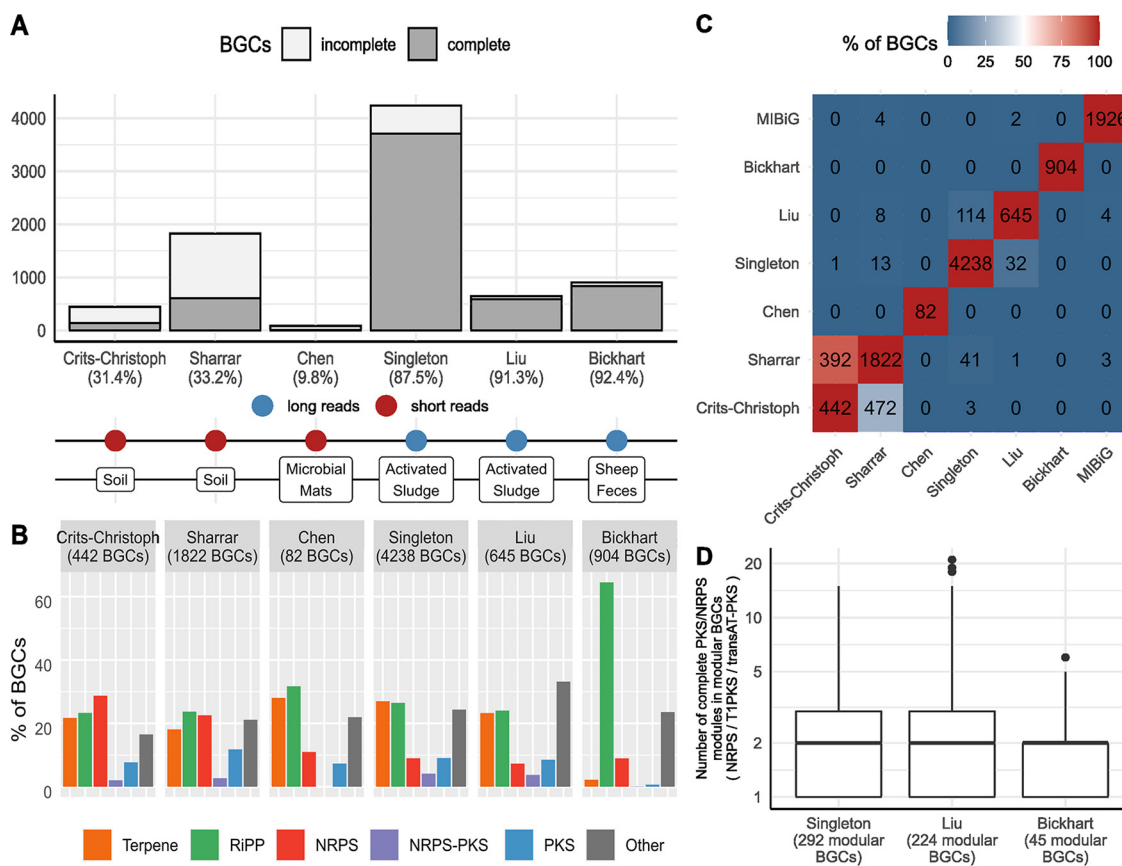 A
BGCs incomplete complete
4000
3000
2000
1000
0
Crits-Christoph Sharrar Chen Singleton Liu Bickhart
(31.4%) (33.2%) (9.8%) (87.5%) (91.3%) (92.4%)
long reads short reads
Soil Soil Microbial Mats Activated Sludge Activated Sludge Sheep Feces
B
Crits-Christoph Sharrar Chen Singleton Liu Bickhart
(442 BGCs) (1822 BGCs) (82 BGCs) (4238 BGCs) (645 BGCs) (904 BGCs)
% of BGCs
60
40
20
0
Terpene RiPP NRPS NRPS-PKS PKS Other
C
% of BGCs
0 25 50 75 100
MIBiG 0 4 0 0 2 0 1926
Bickhart 0 0 0 0 0 904 0
Liu 0 8 0 114 645 0 4
Singleton 1 13 0 4238 32 0 0
Chen 0 0 82 0 0 0 0
Sharrar 392 1822 0 41 1 0 3
Crits-Christoph 442 472 0 3 0 0 0
Crits-Christoph Sharrar Chen Singleton Liu Bickhart MIBiG
D
Number of complete PKS/NRPS
modules in modular BGCs
( NRPS / T1PKS / transAT-PKS )
20
10
5
2
1
Singleton Liu Bickhart
(292 modular (224 modular (45 modular
BGCs) BGCs) BGCs)